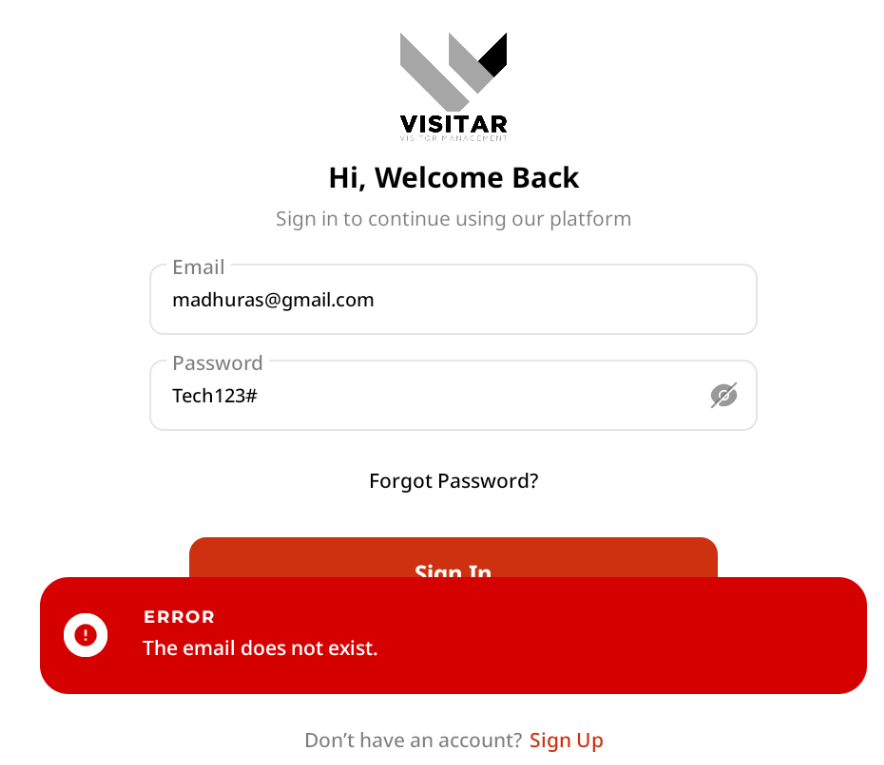 VISITAR
VISITOR MANAGEMENT
Hi, Welcome Back
Sign in to continue using our platform
Email
madhuras@gmail.com
Password
Tech123#
Forgot Password?
Sign In
ERROR
The email does not exist.
Don’t have an account? Sign Up